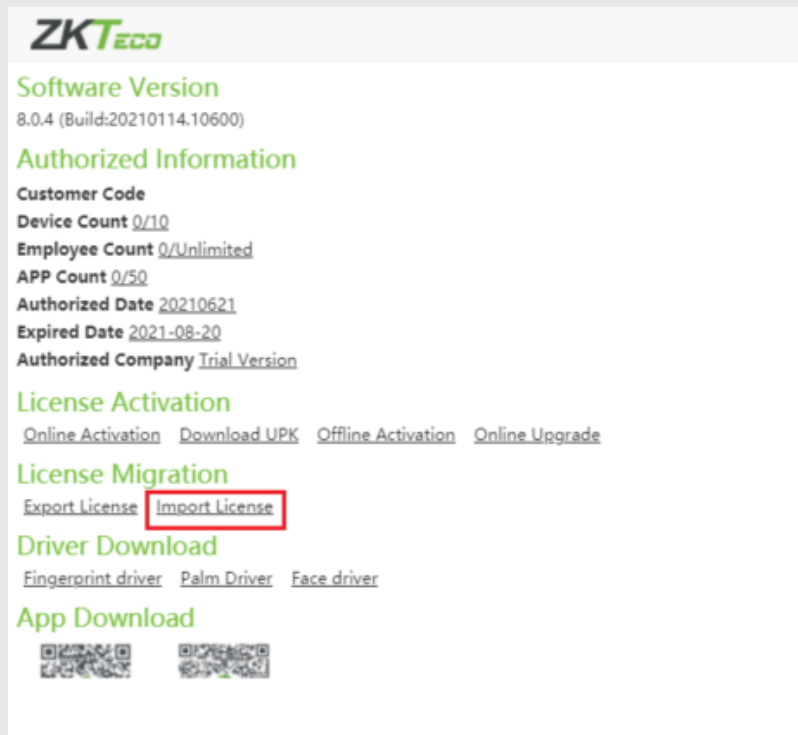 ZKTECO
Software Version
8.0.4 (Build:20210114.10600)
Authorized Information
Customer Code
Device Count 0/10
Employee Count 0/Unlimited
APP Count 0/50
Authorized Date 20210621
Expired Date 2021-08-20
Authorized Company Trial Version
License Activation
Online Activation Download UPK Offline Activation Online Upgrade
License Migration
Export License Import License
Driver Download
Fingerprint driver Palm Driver Face driver
App Download